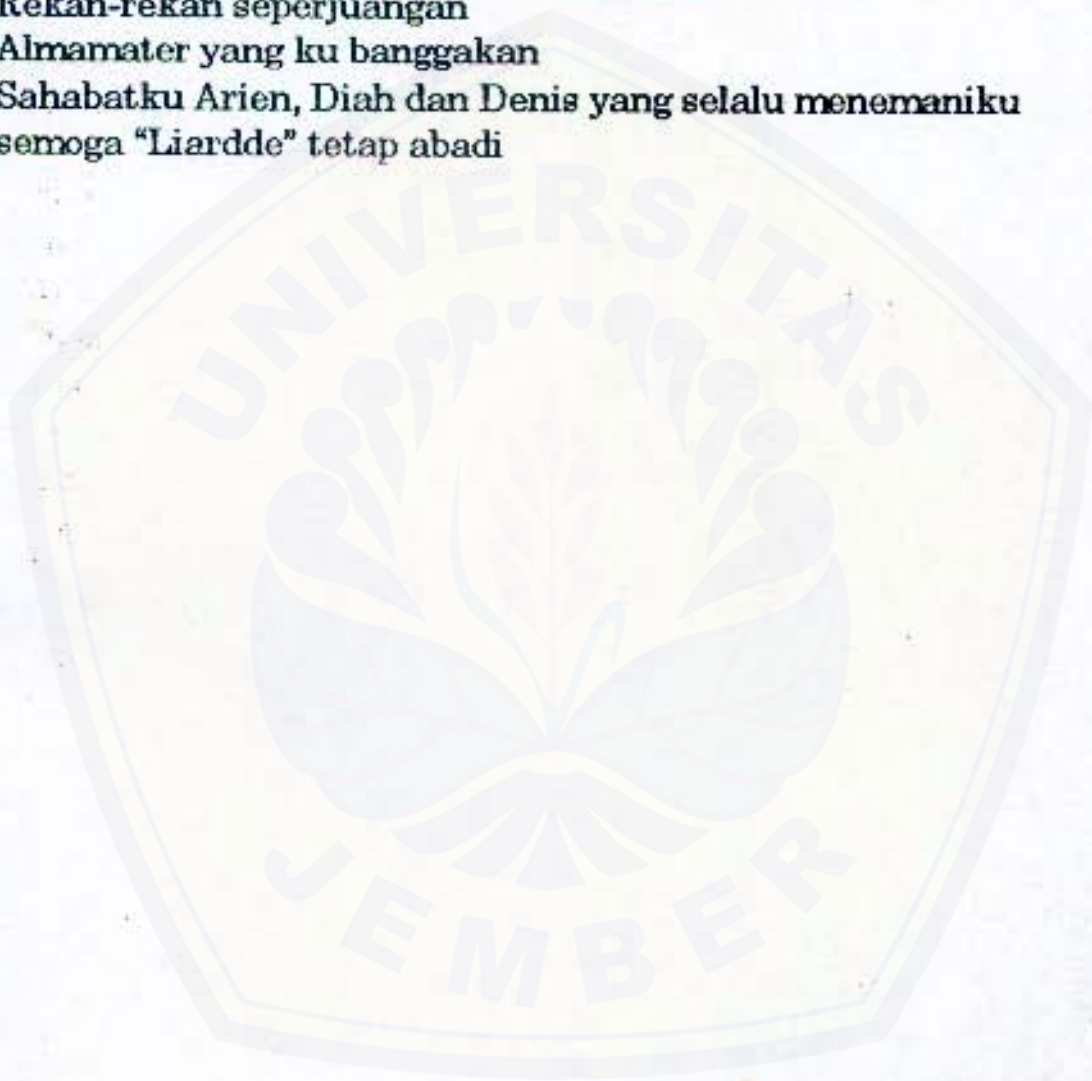 Rekan-rekan seperjuangan
Almamater yang ku banggakan
Sahabatku Arien, Diah dan Denis yang selalu menemaniku
semoga “Liardde” tetap abadi
UNIVERSITAS
JEMBER